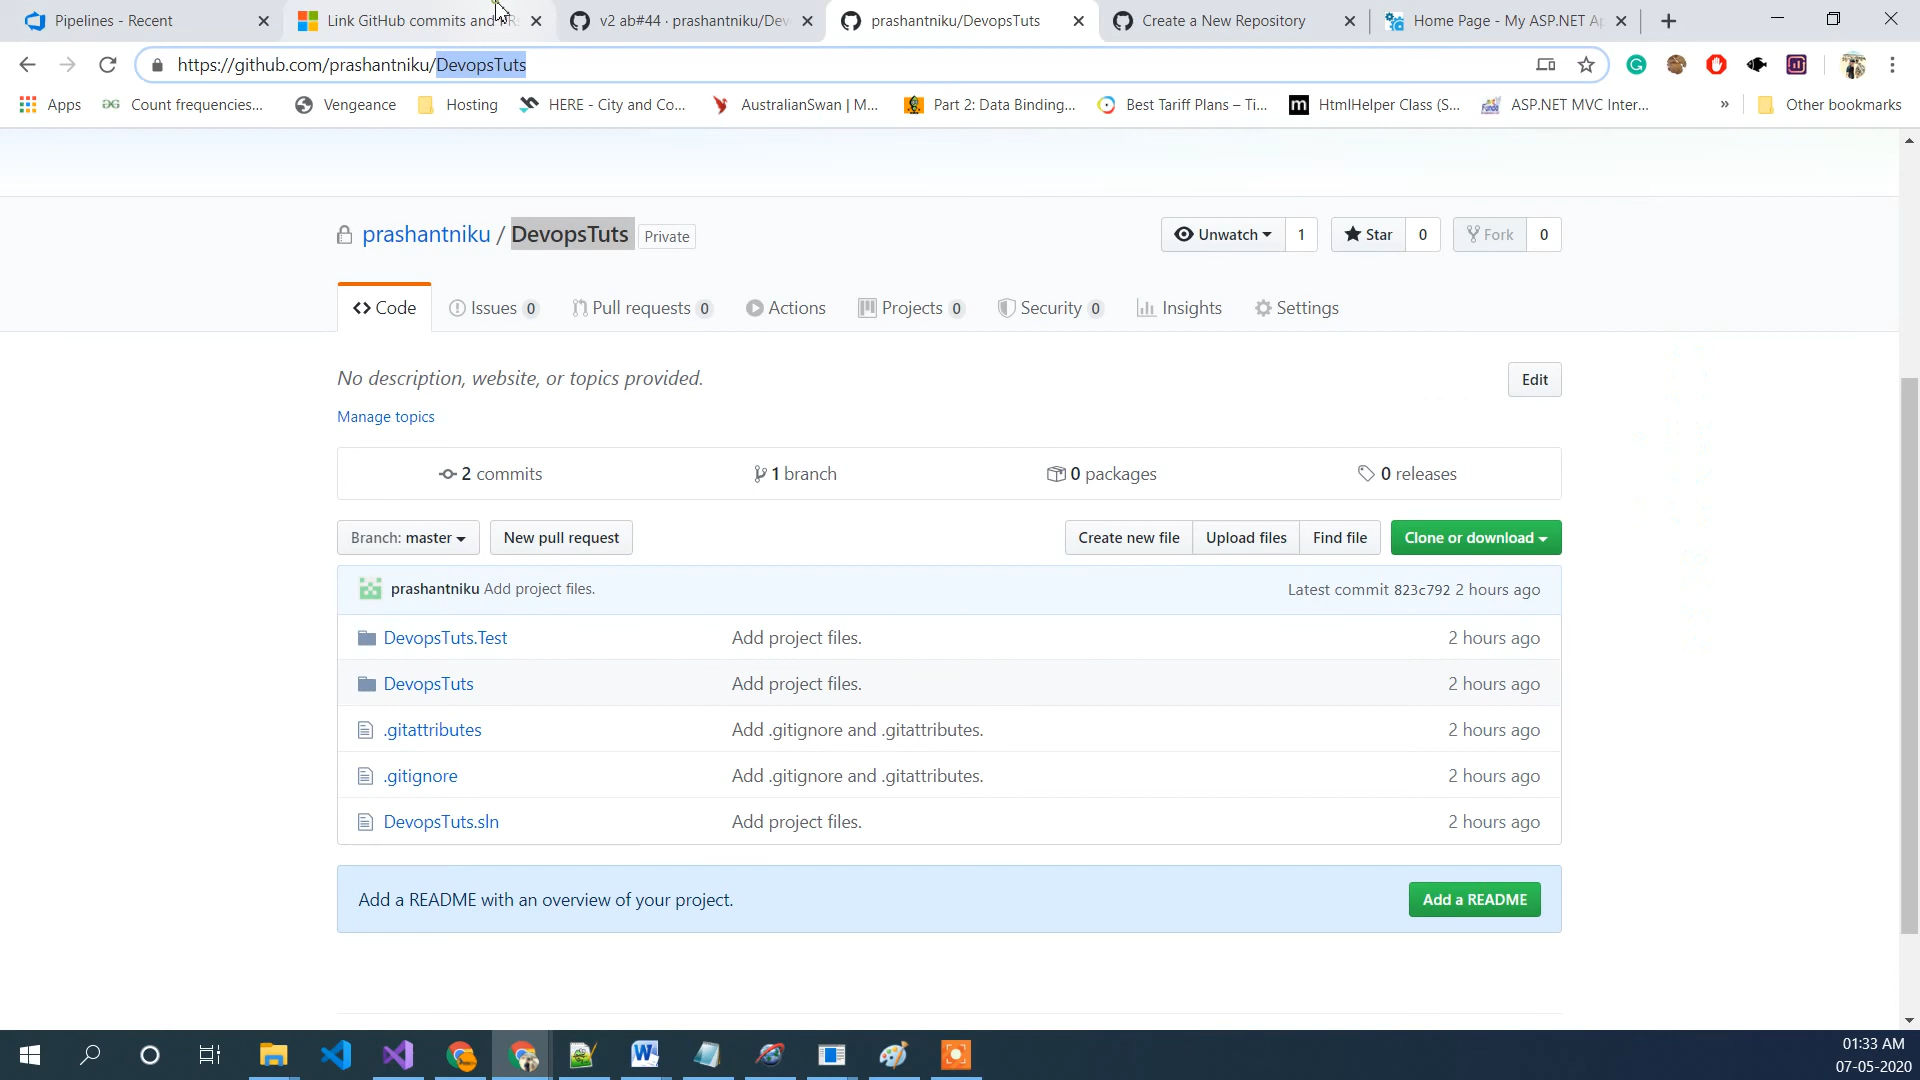 Pipelines - Recent
Link GitHub commits and
v2 ab#44 · prashantniku/Dev
prashantniku/DevopsTuts
Create a New Repository
Home Page - My ASP.NET Ap
https://github.com/prashantniku/DevopsTuts
Apps
Count frequencies...
Vengeance
Hosting
HERE - City and Co...
AustralianSwan | M...
Part 2: Data Binding...
Best Tariff Plans – Ti...
HtmlHelper Class (S...
ASP.NET MVC Inter...
»
Other bookmarks
prashantniku / DevopsTuts Private
Unwatch 1
Star 0
Fork 0
Code
Issues 0
Pull requests 0
Actions
Projects 0
Security 0
Insights
Settings
No description, website, or topics provided.
Edit
Manage topics
2 commits
1 branch
0 packages
0 releases
Branch: master
New pull request
Create new file
Upload files
Find file
Clone or download
prashantniku Add project files.
Latest commit 823c792 2 hours ago
DevopsTuts.Test Add project files. 2 hours ago
DevopsTuts Add project files. 2 hours ago
.gitattributes Add .gitignore and .gitattributes. 2 hours ago
.gitignore Add .gitignore and .gitattributes. 2 hours ago
DevopsTuts.sln Add project files. 2 hours ago
Add a README with an overview of your project.
Add a README
01:33 AM
07-05-2020